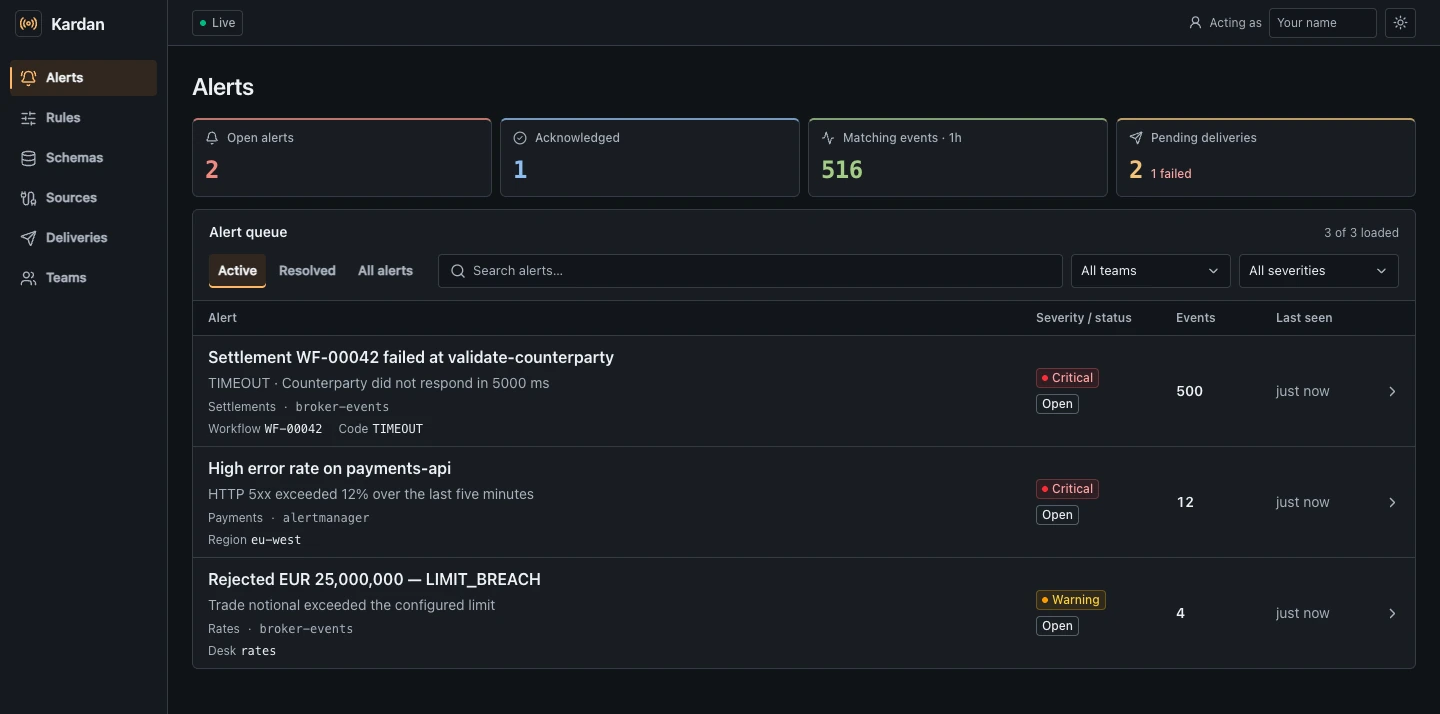 Kardan
Live
Acting as
Your name
Alerts
Rules
Schemas
Sources
Deliveries
Teams
Alerts
Open alerts
2
Acknowledged
1
Matching events · 1h
516
Pending deliveries
2 1 failed
Alert queue
3 of 3 loaded
Active Resolved All alerts
Search alerts...
All teams
All severities
Alert Severity / status Events Last seen
Settlement WF-00042 failed at validate-counterparty
TIMEOUT · Counterparty did not respond in 5000 ms
Settlements · broker-events
Workflow WF-00042 Code TIMEOUT
Critical
Open
500
just now
High error rate on payments-api
HTTP 5xx exceeded 12% over the last five minutes
Payments · alertmanager
Region eu-west
Critical
Open
12
just now
Rejected EUR 25,000,000 — LIMIT_BREACH
Trade notional exceeded the configured limit
Rates · broker-events
Desk rates
Warning
Open
4
just now